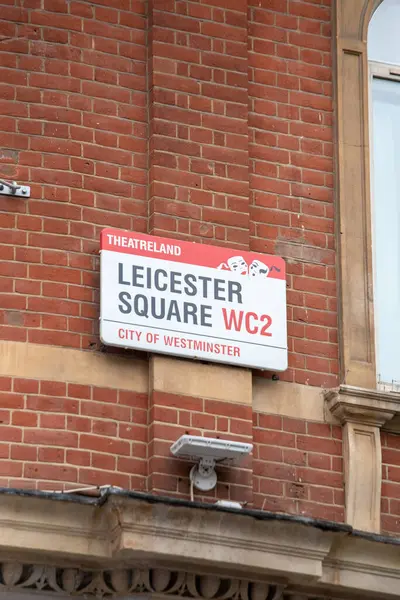 THEATRELAND
LEICESTER
SQUARE WC2
CITY OF WESTMINSTER